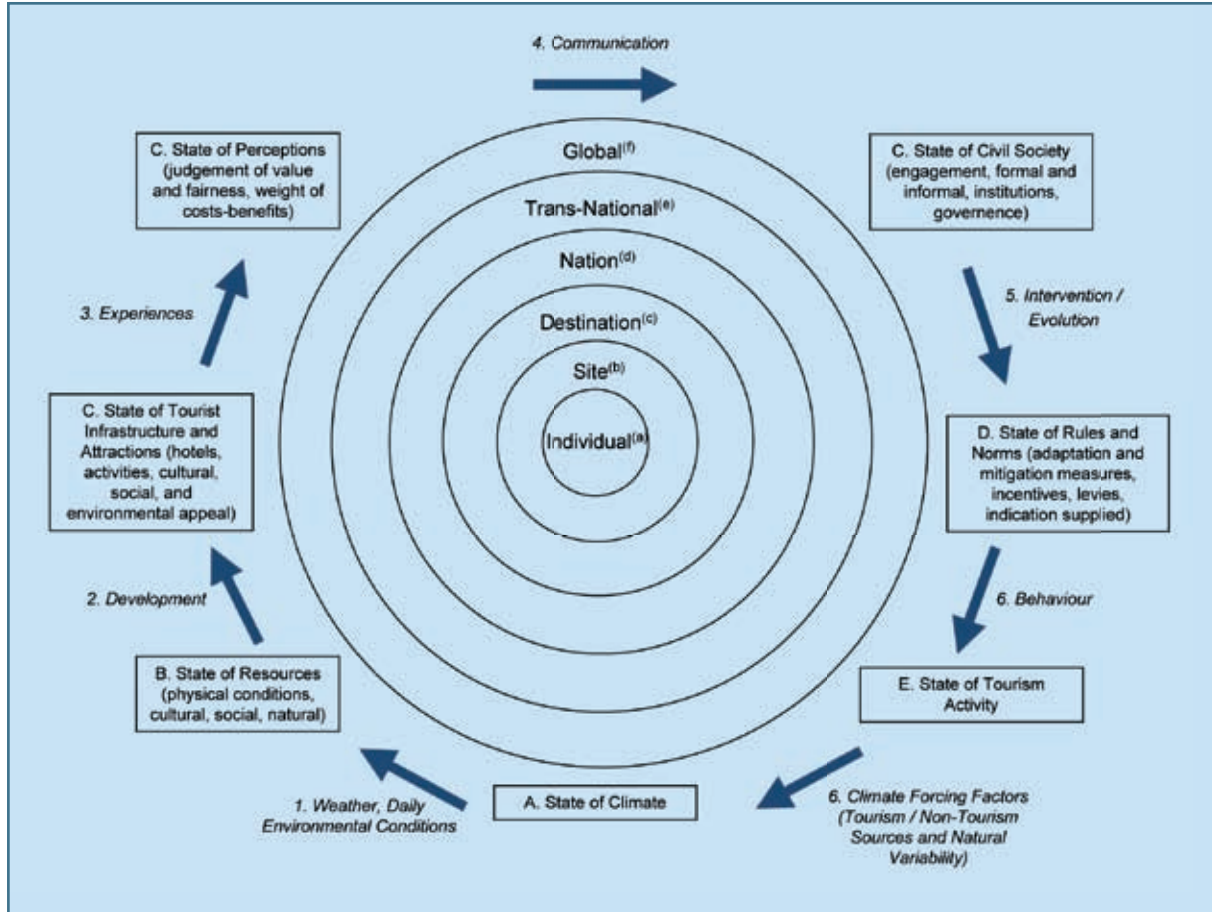 4. Communication
C. State of Perceptions
(judgement of value
and fairness, weight of
costs-benefits)
Global(f)
Trans-National(e)
Nation(d)
Destination(c)
Site(b)
Individual(a)
C. State of Civil Society
(engagement, formal and
informal, institutions,
governence)
3. Experiences
5. Intervention /
Evolution
C. State of Tourist
Infrastructure and
Attractions (hotels,
activities, cultural,
social, and
environmental appeal)
D. State of Rules and
Norms (adaptation and
mitigation measures,
incentives, levies,
indication supplied)
2. Development
6. Behaviour
B. State of Resources
(physical conditions,
cultural, social, natural)
E. State of Tourism
Activity
1. Weather, Daily
Environmental Conditions
A. State of Climate
6. Climate Forcing Factors
(Tourism / Non-Tourism
Sources and Natural
Variability)